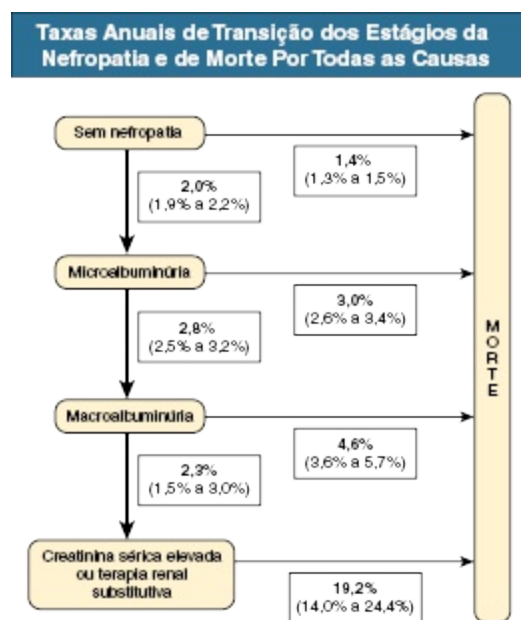 Taxas Anuais de Transição dos Estágios da
Nefropatia e de Morte Por Todas as Causas
Sem nefropatia
1,4%
(1,3% a 1,5%)
2,0%
(1,9% a 2,2%)
Microalbuminúria
3,0%
(2,6% a 3,4%)
2,8%
(2,5% a 3,2%)
Macroalbuminúria
4,6%
(3,6% a 5,7%)
2,3%
(1,5% a 3,0%)
Creatinina sérica elevada
ou terapia renal
substitutiva
19,2%
(14,0% a 24,4%)
MORTE